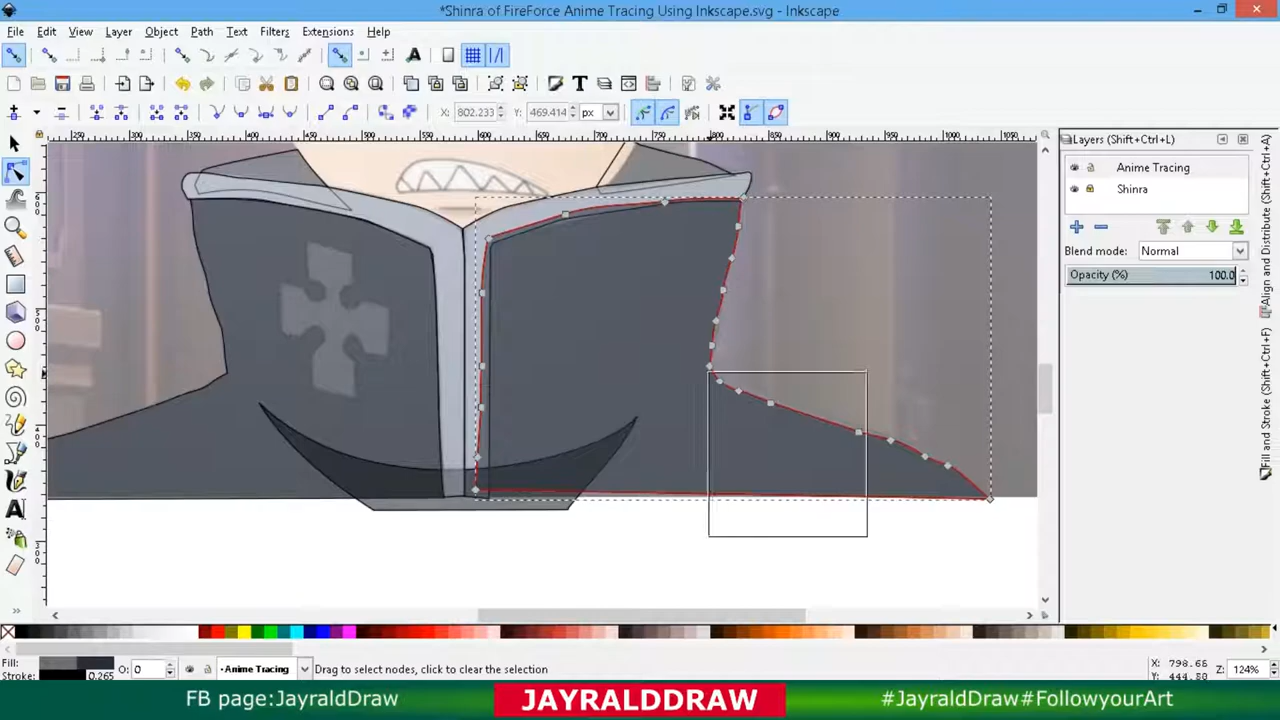 *Shinra of FireForce Anime Tracing Using Inkscape.svg - Inkscape
File Edit View Layer Object Path Text Filters Extensions Help
X: 802.233 Y: 469.414 px
Layers (Shift+Ctrl+L)
Anime Tracing
Shinra
Blend mode: Normal
Opacity (%) 100.0
Align and Distribute (Shift+Ctrl+A)
Fill and Stroke (Shift+Ctrl+F)
Fill:
Stroke: 0.265
O: 0
Anime Tracing
Drag to select nodes, click to clear the selection
X: 798.66
Y: 444.80
Z: 124%
FB page:JayraldDraw
JAYRALDDRAW
#JayraldDraw#FollowyourArt